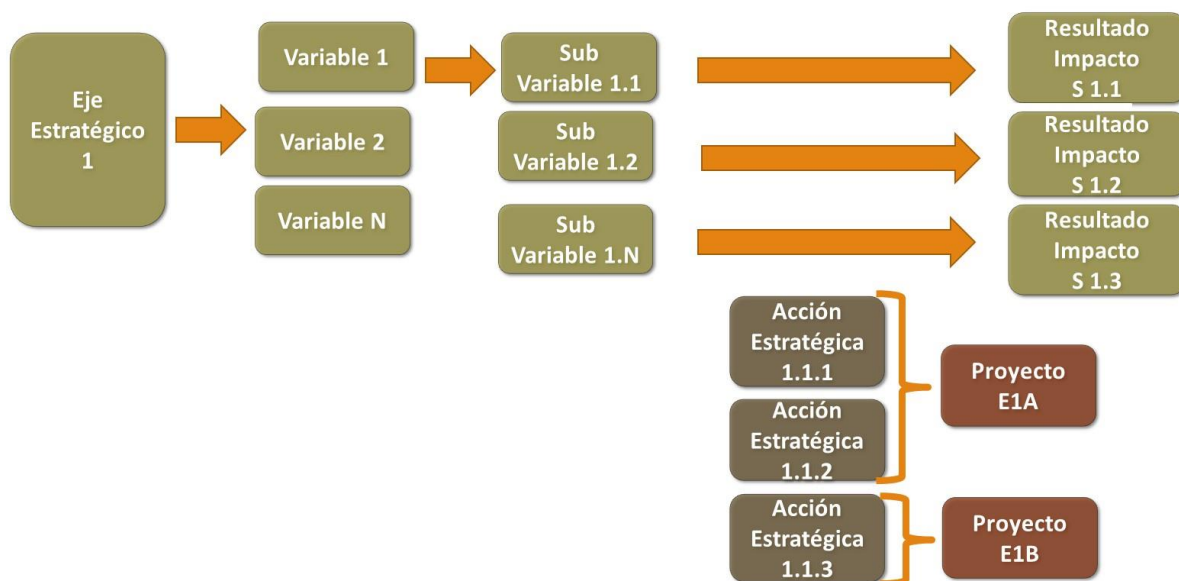 Eje
Estratégico
1
Variable 1
Variable 2
Variable N
Sub
Variable 1.1
Sub
Variable 1.2
Sub
Variable 1.N
Resultado
Impacto
S 1.1
Resultado
Impacto
S 1.2
Resultado
Impacto
S 1.3
Acción
Estratégica
1.1.1
Acción
Estratégica
1.1.2
Acción
Estratégica
1.1.3
Proyecto
E1A
Proyecto
E1B